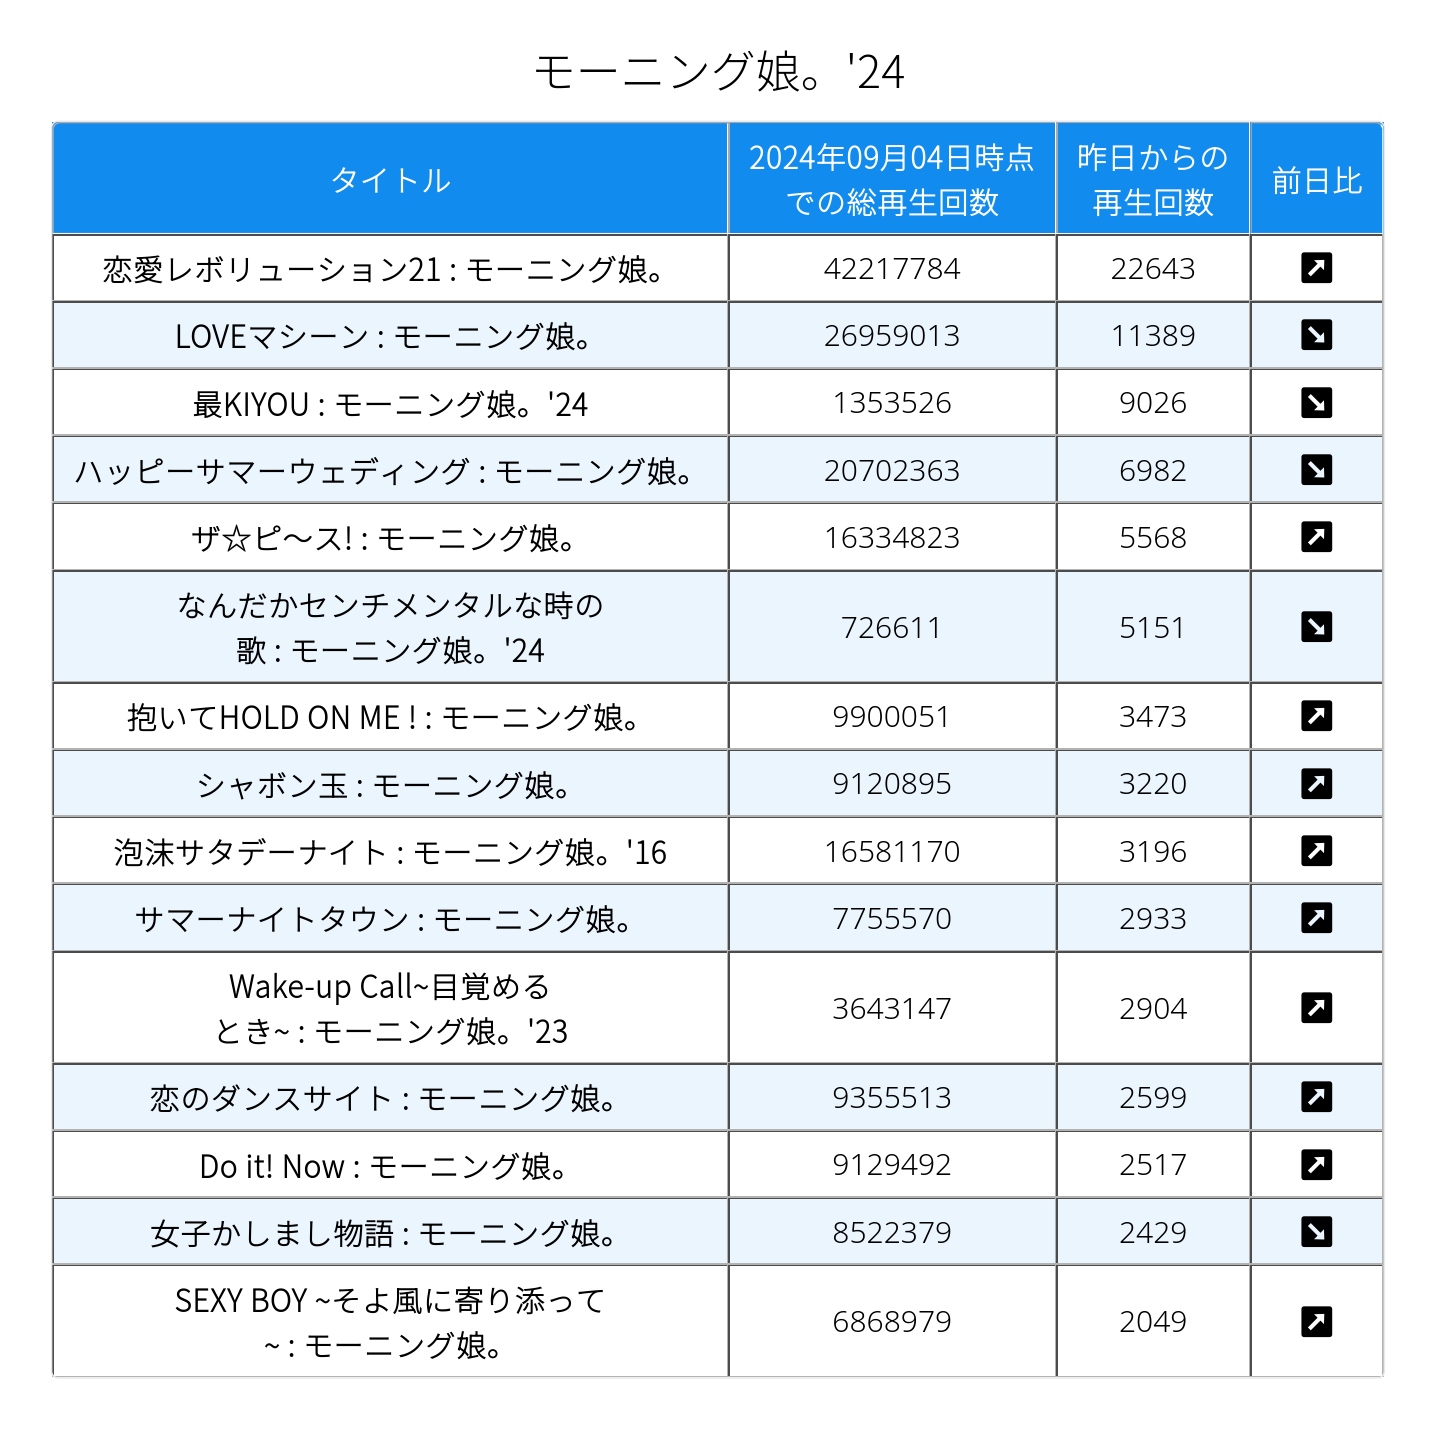 モーニング娘。'24
タイトル
2024年09月04日時点
での総再生回数
昨日からの
再生回数
前日比
恋愛レボリューション21 : モーニング娘。 42217784 22643
LOVEマシーン : モーニング娘。 26959013 11389
最KIYOU : モーニング娘。'24 1353526 9026
ハッピーサマーウェディング : モーニング娘。 20702363 6982
ザ☆ピ〜ス! : モーニング娘。 16334823 5568
なんだかセンチメンタルな時の
歌 : モーニング娘。'24 726611 5151
抱いてHOLD ON ME ! : モーニング娘。 9900051 3473
シャボン玉 : モーニング娘。 9120895 3220
泡沫サタデーナイト : モーニング娘。'16 16581170 3196
サマーナイトタウン : モーニング娘。 7755570 2933
Wake-up Call~目覚める
とき~ : モーニング娘。'23 3643147 2904
恋のダンスサイト : モーニング娘。 9355513 2599
Do it! Now : モーニング娘。 9129492 2517
女子かしまし物語 : モーニング娘。 8522379 2429
SEXY BOY ~そよ風に寄り添って
~ : モーニング娘。 6868979 2049